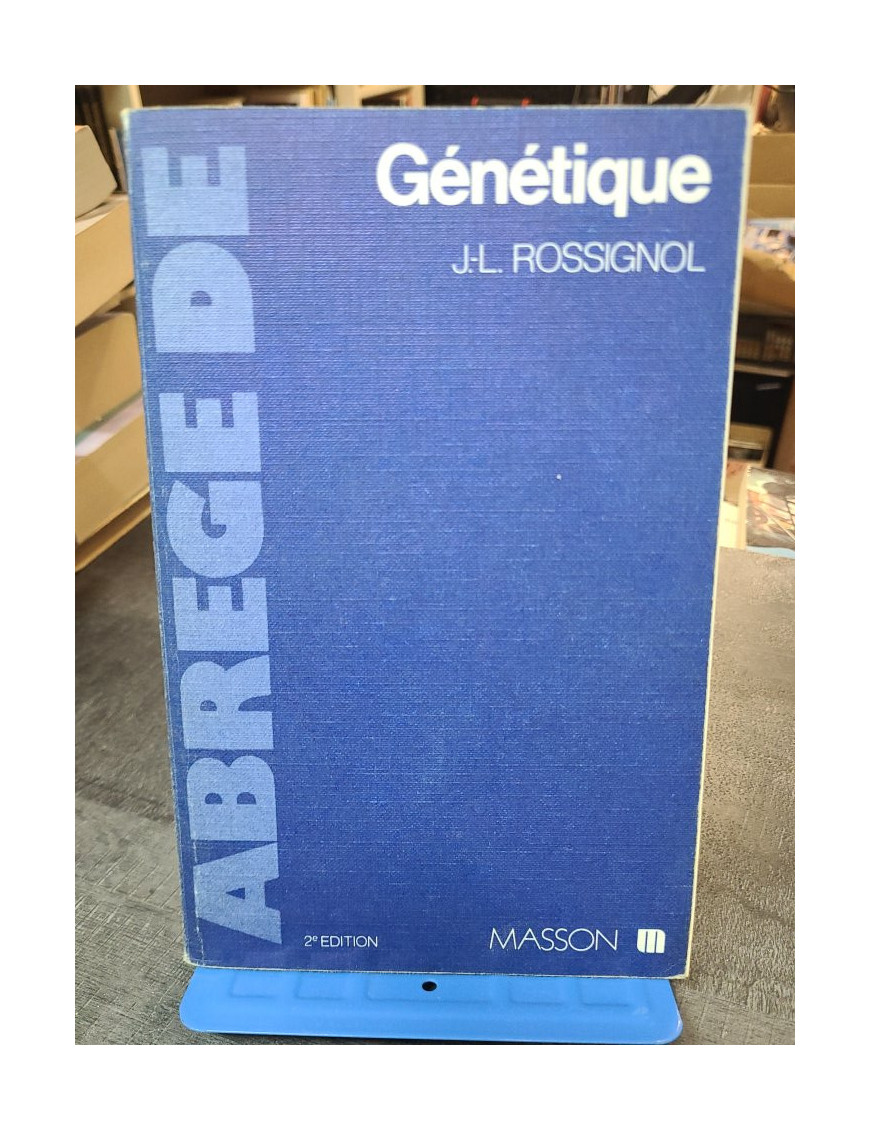 ABREGE DE
Génétique
J.-L. ROSSIGNOL
2e EDITION
MASSON m